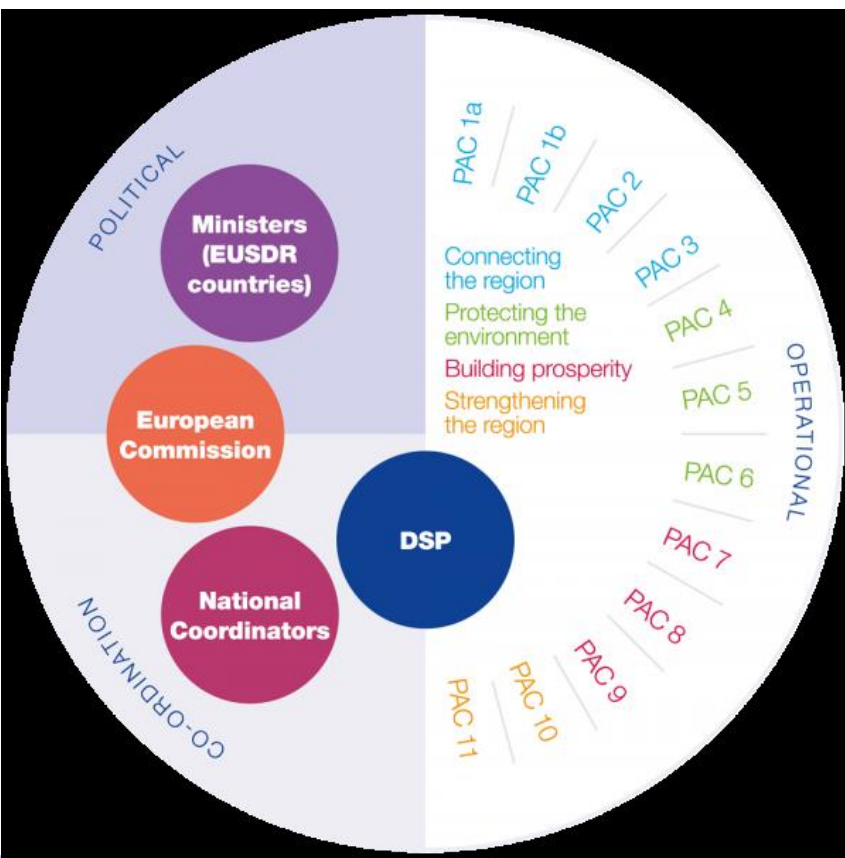 POLITICAL
Ministers
(EUSDR
countries)
European
Commission
National
Coordinators
CO-ORDINATION
DSP
Connecting
the region
Protecting the
environment
Building prosperity
Strengthening
the region
PAC 1a
PAC 1b
PAC 2
PAC 3
PAC 4
PAC 5
PAC 6
PAC 7
PAC 8
PAC 9
PAC 10
PAC 11
OPERATIONAL